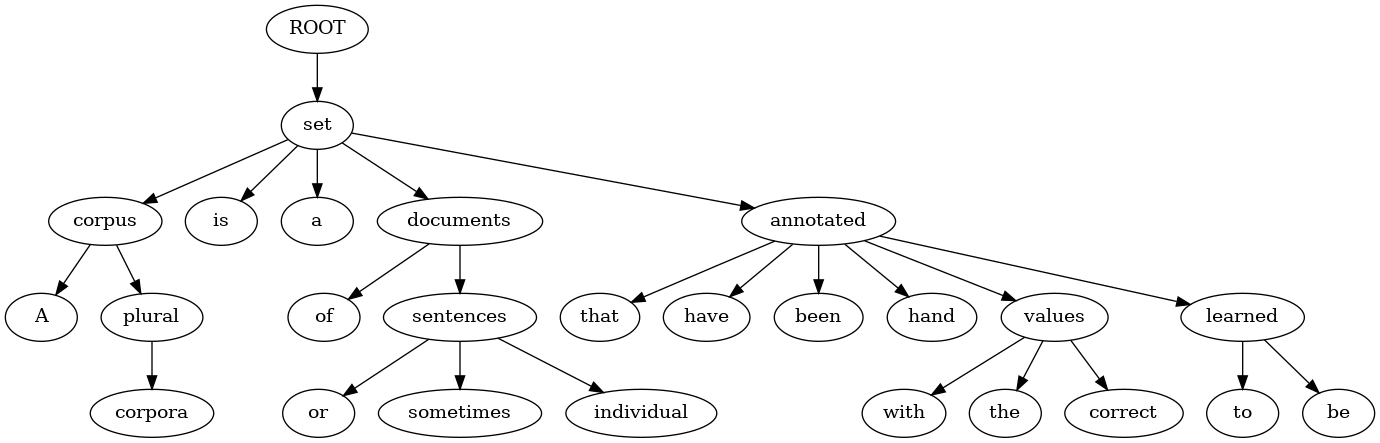 ROOT
set
corpus is a documents annotated
A plural of sentences that have been hand values learned
corpora or sometimes individual with the correct to be